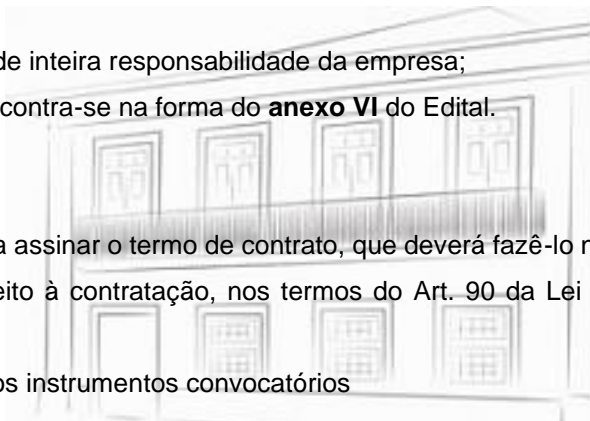 de inteira responsabilidade da empresa;
contra-se na forma do anexo VI do Edital.
a assinar o termo de contrato, que deverá fazê-lo n
eito à contratação, nos termos do Art. 90 da Lei
os instrumentos convocatórios